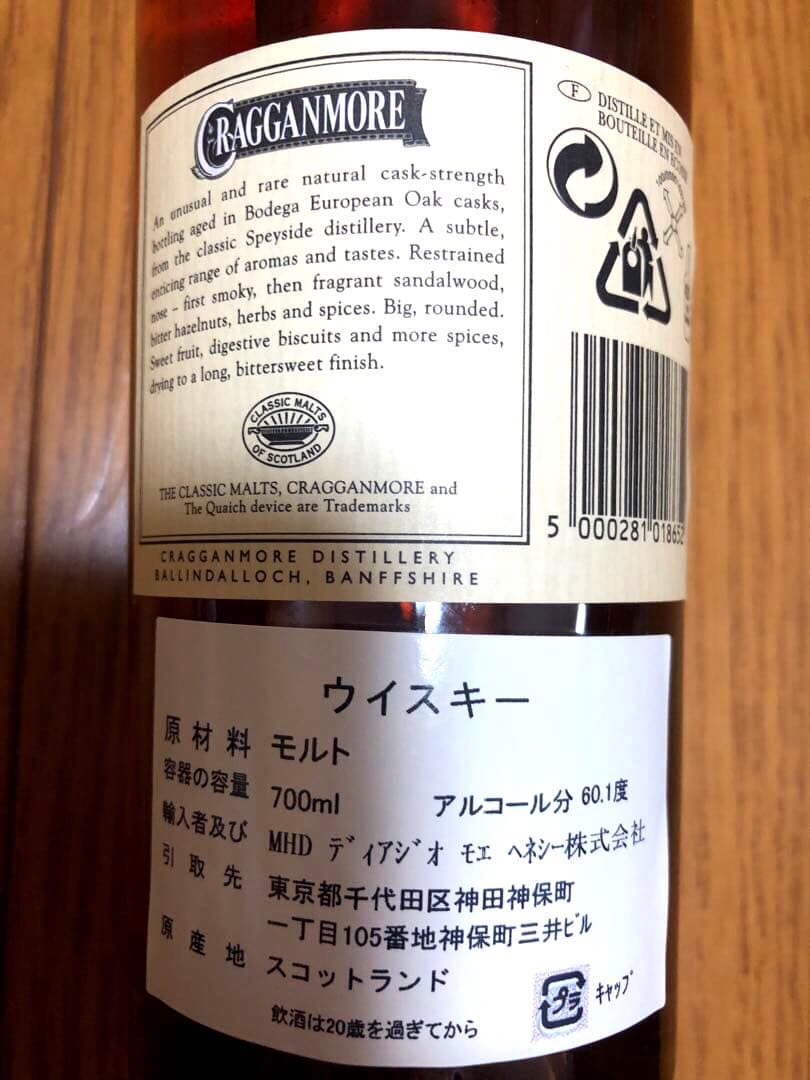 CRAGGANMORE
An unusual and rare natural cask-strength
bottling aged in Bodega European Oak casks,
from the classic Speyside distillery. A subtle,
enticing range of aromas and tastes. Restrained
nose – first smoky, then fragrant sandalwood,
bitter hazelnuts, herbs and spices. Big, rounded.
Sweet fruit, digestive biscuits and more spices,
drying to a long, bittersweet finish.
CLASSIC MALTS
OF SCOTLAND
THE CLASSIC MALTS, CRAGGANMORE and
The Quaich device are Trademarks
CRAGGANMORE DISTILLERY
BALLINDALLOCH, BANFFSHIRE
F DISTILLE ET MIS EN
BOUTEILLE EN
5 000281 018652
ウイスキー
原材料 モルト
容器の容量 700ml アルコール分 60.1度
輸入者及び 引取先 MHD ディアジオ モエ ヘネシー株式会社
東京都千代田区神田神保町
一丁目105番地神保町三井ビル
原産地 スコットランド
飲酒は20歳を過ぎてから
プラ キャップ